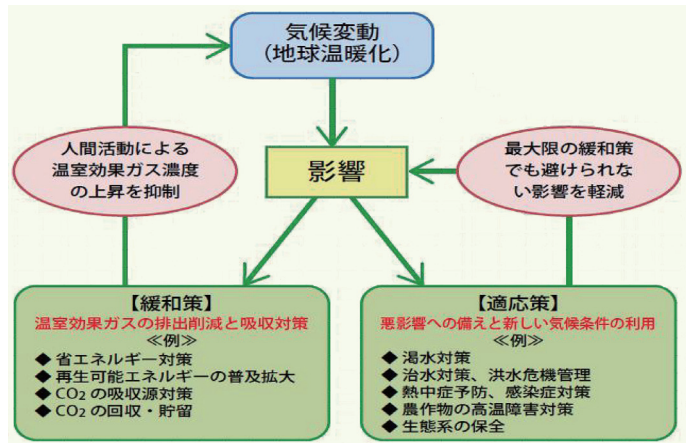 気候変動
(地球温暖化)
人間活動による
温室効果ガス濃度
の上昇を抑制
影響
最大限の緩和策
でも避けられな
い影響を軽減
【緩和策】
温室効果ガスの排出削減と吸収対策
≪例≫
◆ 省エネルギー対策
◆ 再生可能エネルギーの普及拡大
◆ CO₂ の吸収源対策
◆ CO₂ の回収・貯留
【適応策】
悪影響への備えと新しい気候条件の利用
≪例≫
◆ 渇水対策
◆ 治水対策、洪水危機管理
◆ 熱中症予防、感染症対策
◆ 農作物の高温障害対策
◆ 生態系の保全